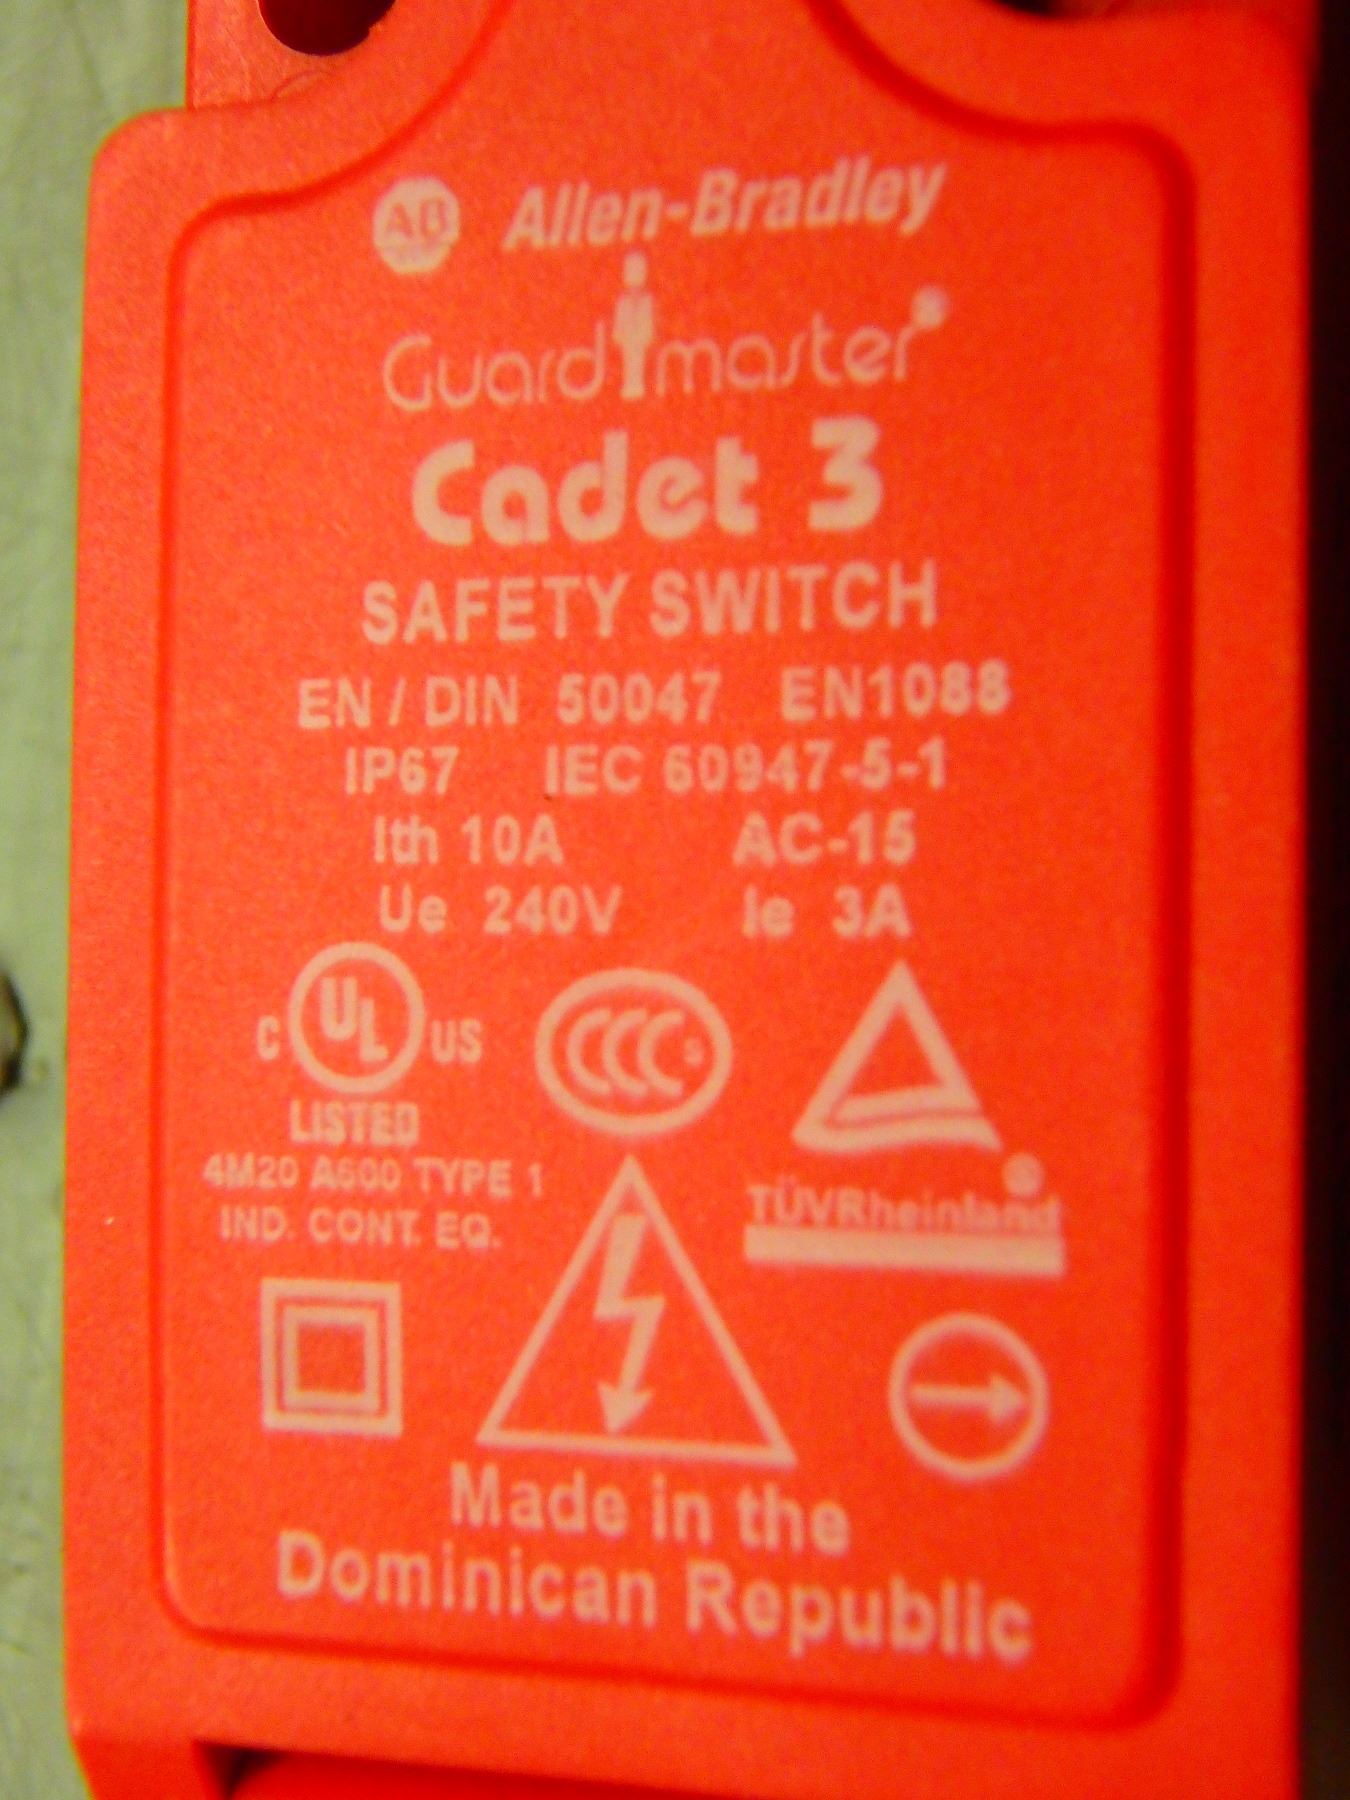 AB Allen-Bradley
Guardmaster®
Cadet 3
SAFETY SWITCH
EN / DIN 50047 EN1088
IP67 IEC 60947-5-1
Ith 10A AC-15
Ue 240V Ie 3A
C UL US
LISTED
CCC S
4M20 A600 TYPE 1
IND. CONT. EQ.
TÜVRheinland
Made in the
Dominican Republic